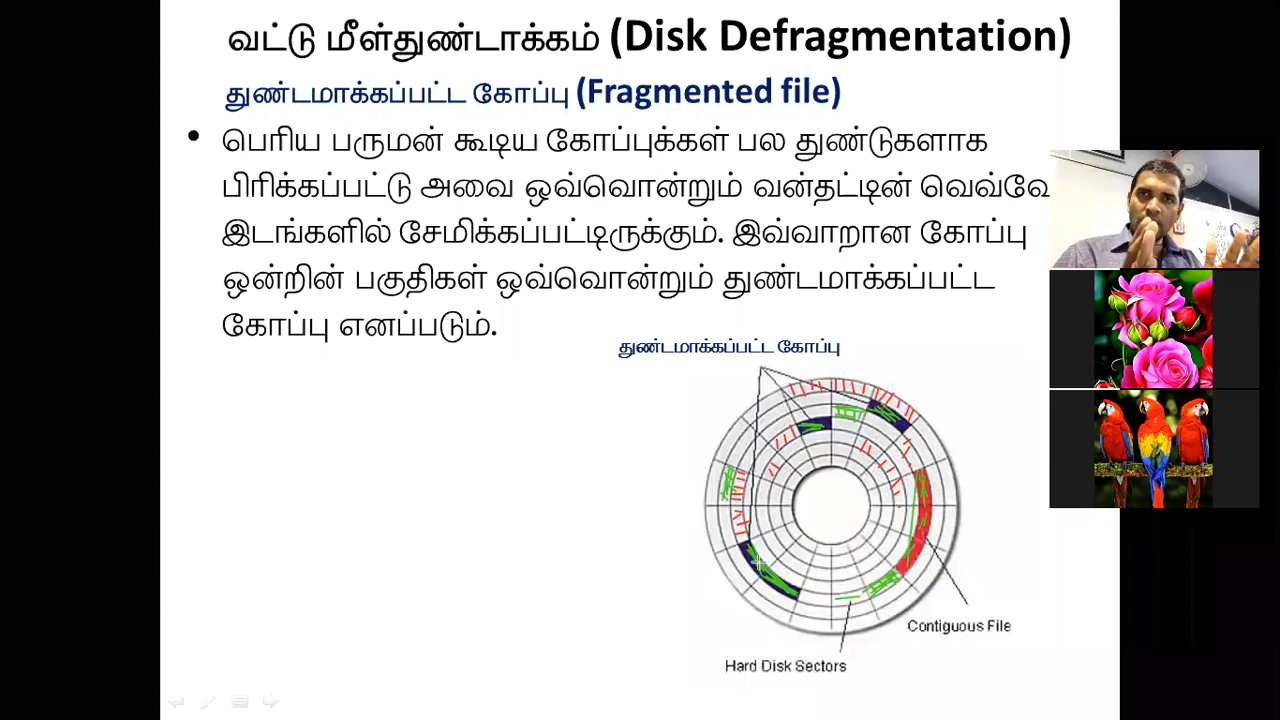 வட்டு மீள்துண்டாக்கம் (Disk Defragmentation)
துண்டமாக்கப்பட்ட கோப்பு (Fragmented file)
• பெரிய பருமன் கூடிய கோப்புக்கள் பல துண்டுகளாக
பிரிக்கப்பட்டு அவை ஒவ்வொன்றும் வன்தட்டின் வெவ்வே
இடங்களில் சேமிக்கப்பட்டிருக்கும். இவ்வாறான கோப்பு
ஒன்றின் பகுதிகள் ஒவ்வொன்றும் துண்டமாக்கப்பட்ட
கோப்பு எனப்படும்.
துண்டமாக்கப்பட்ட கோப்பு
Contiguous File
Hard Disk Sectors